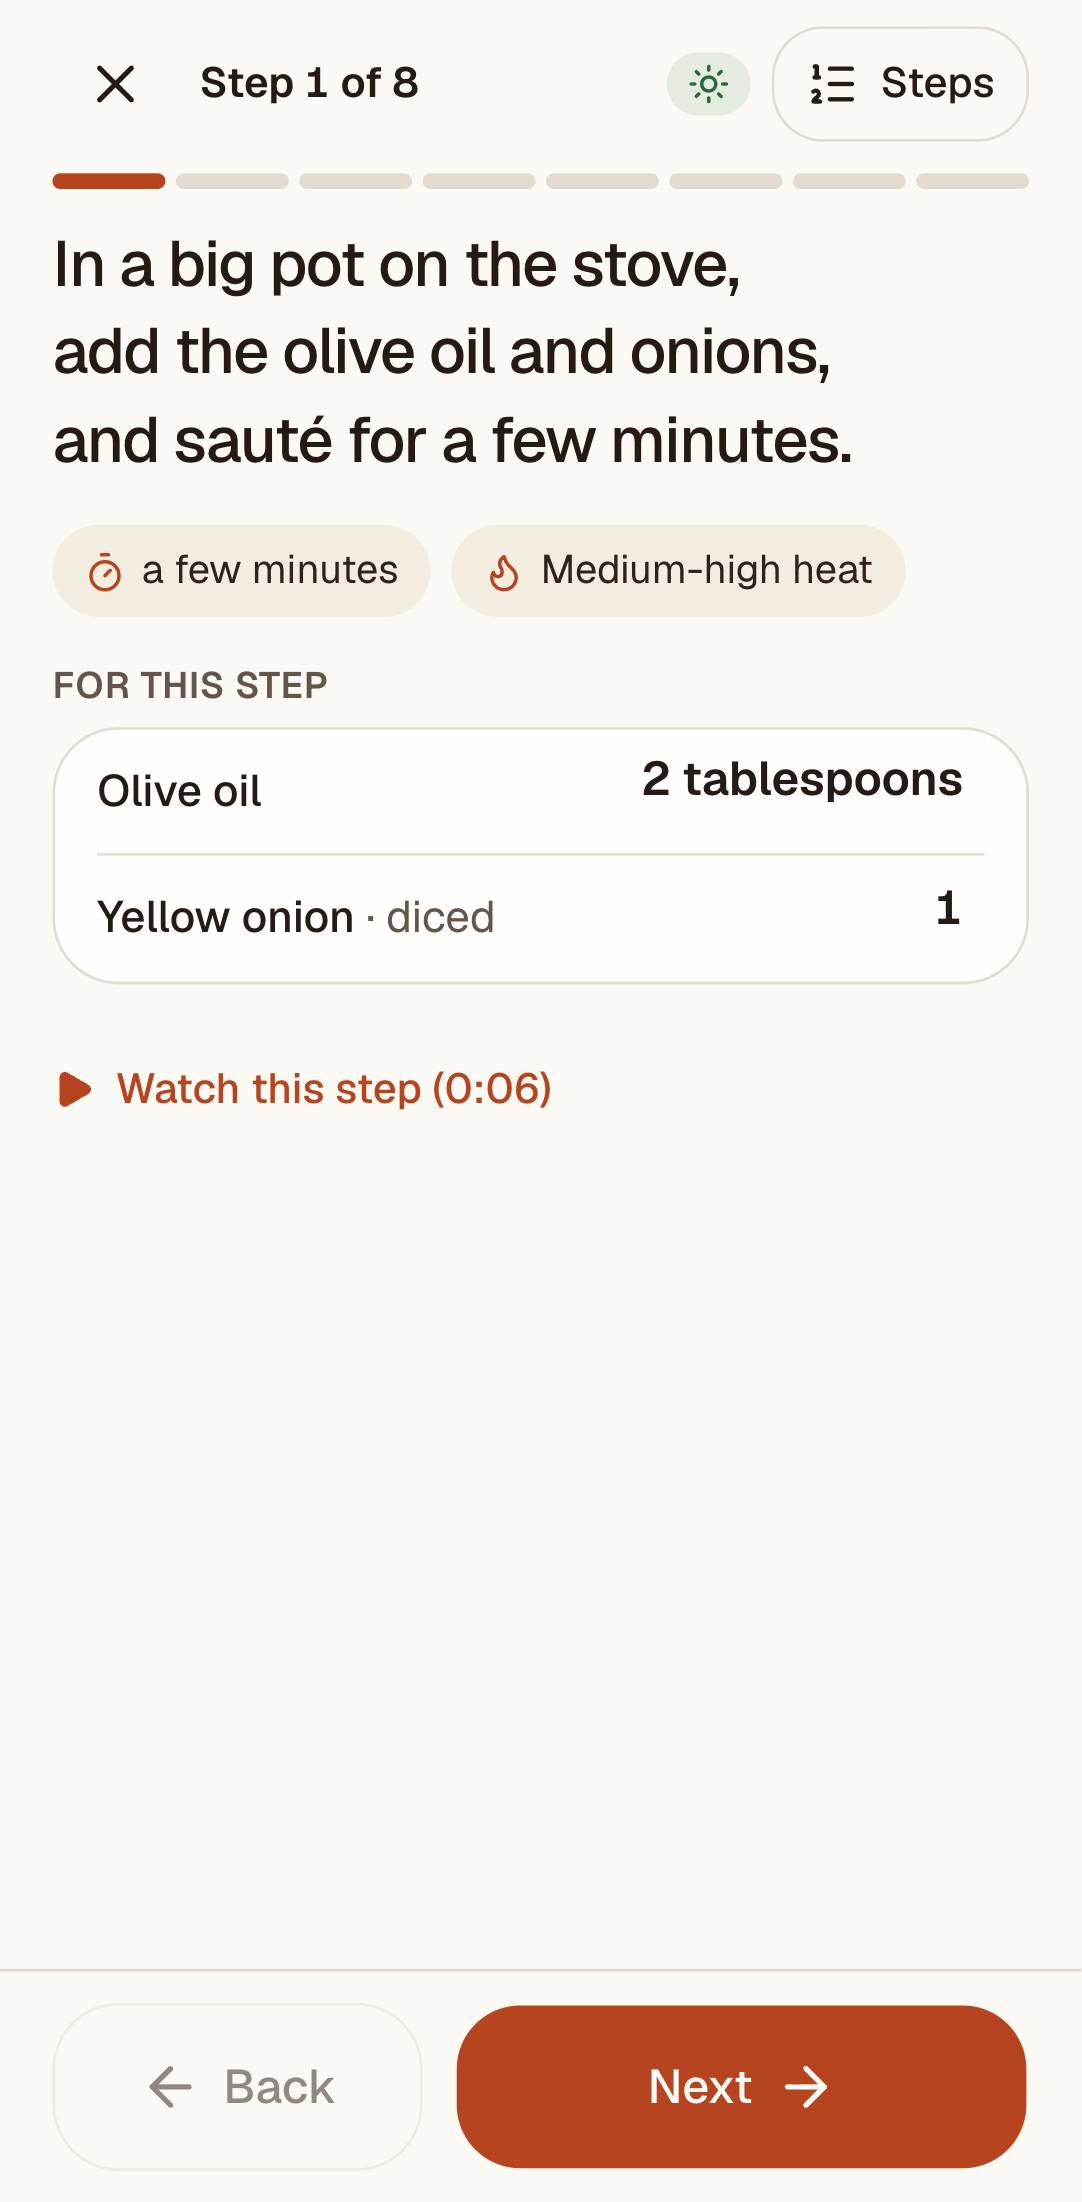 Step 1 of 8
Steps
In a big pot on the stove,
add the olive oil and onions,
and sauté for a few minutes.
a few minutes
Medium-high heat
FOR THIS STEP
Olive oil
2 tablespoons
Yellow onion · diced
1
Watch this step (0:06)
Back
Next